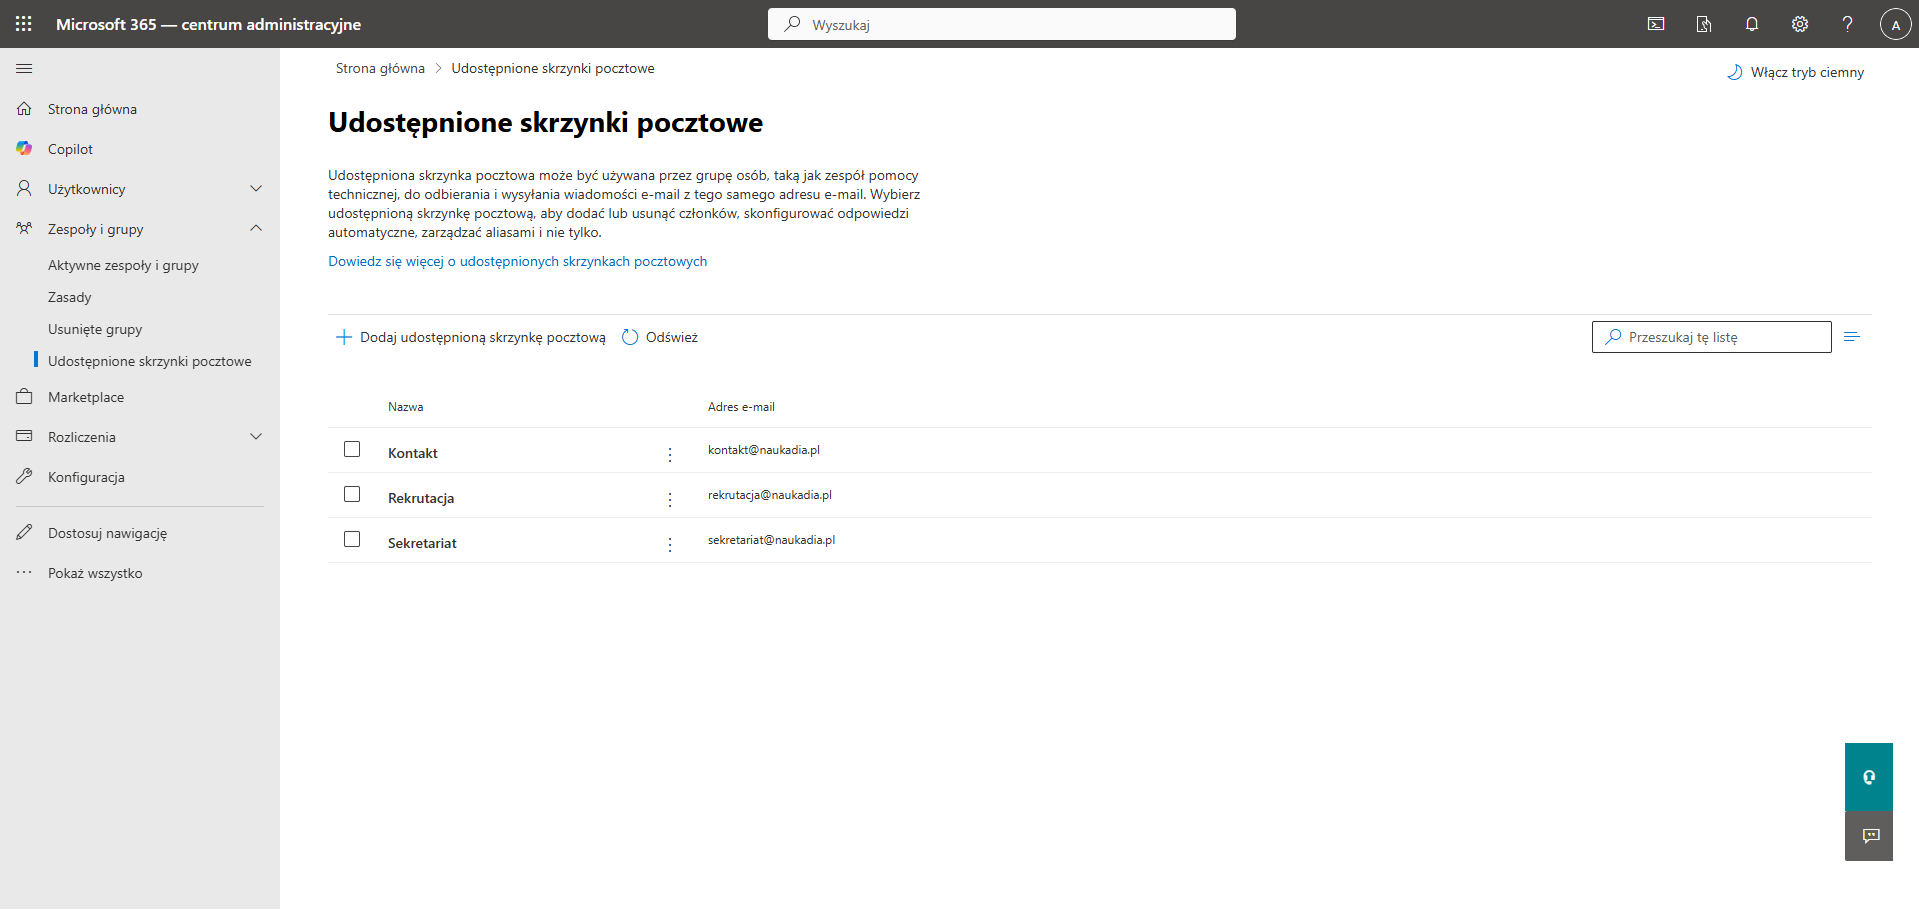 Microsoft 365 — centrum administracyjne
Wyszukaj
A
Strona główna
Copilot
Użytkownicy
Zespoły i grupy
Aktywne zespoły i grupy
Zasady
Usunięte grupy
Udostępnione skrzynki pocztowe
Marketplace
Rozliczenia
Konfiguracja
Dostosuj nawigację
Pokaż wszystko
Strona główna > Udostępnione skrzynki pocztowe
Włącz tryb ciemny
Udostępnione skrzynki pocztowe
Udostępniona skrzynka pocztowa może być używana przez grupę osób, taką jak zespół pomocy
technicznej, do odbierania i wysyłania wiadomości e-mail z tego samego adresu e-mail. Wybierz
udostępnioną skrzynkę pocztową, aby dodać lub usunąć członków, skonfigurować odpowiedzi
automatyczne, zarządzać aliasami i nie tylko.
Dowiedz się więcej o udostępnionych skrzynkach pocztowych
Dodaj udostępnioną skrzynkę pocztową Odśwież
Przeszukaj tę listę
Nazwa Adres e-mail
Kontakt kontakt@naukadia.pl
Rekrutacja rekrutacja@naukadia.pl
Sekretariat sekretariat@naukadia.pl